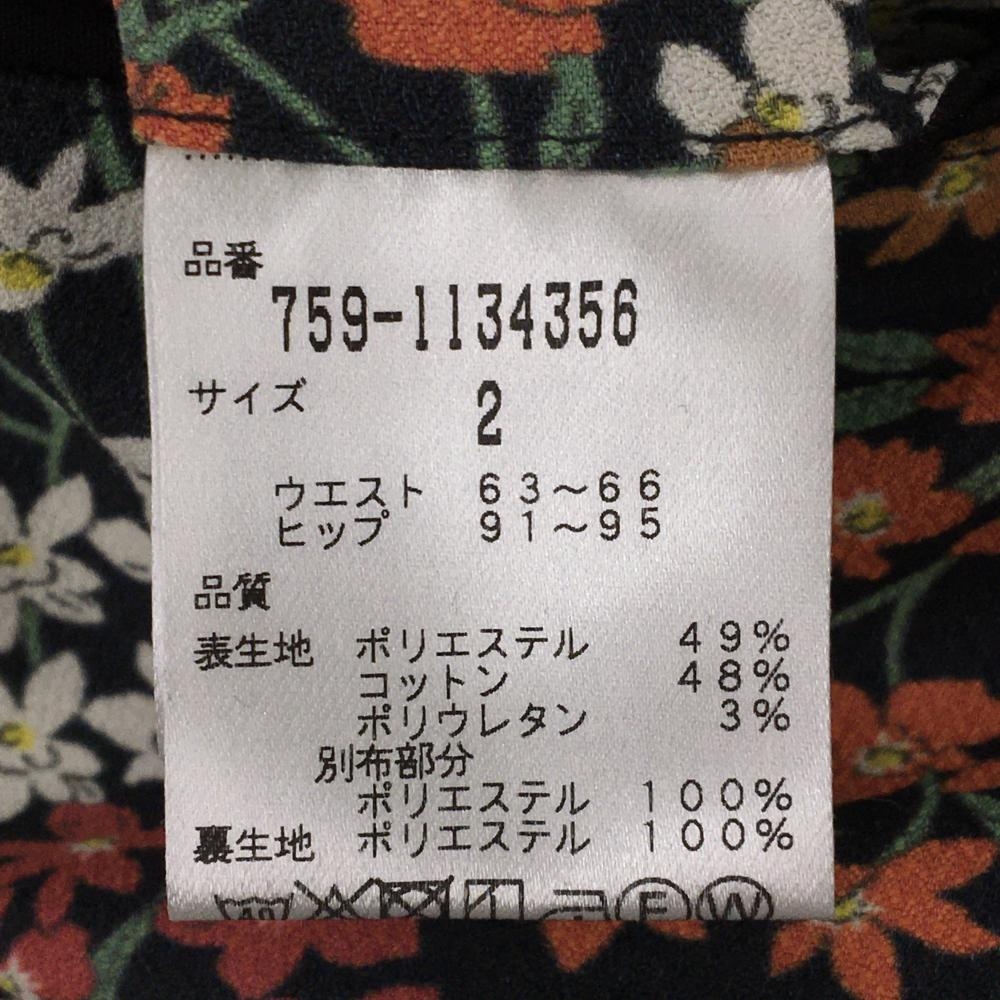 品番
759-1134356
サイズ 2
ウエスト 63～66
ヒップ 91～95
品質
表生地 ポリエステル 49%
コットン 48%
ポリウレタン 3%
別布部分
ポリエステル 100%
裏生地 ポリエステル 100%
40 F W